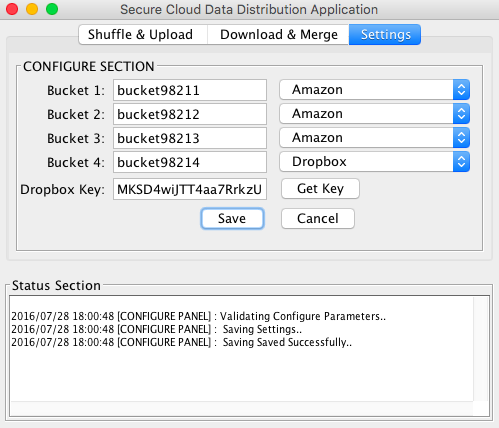 Secure Cloud Data Distribution Application
Shuffle & Upload Download & Merge Settings
CONFIGURE SECTION
Bucket 1: bucket98211 Amazon
Bucket 2: bucket98212 Amazon
Bucket 3: bucket98213 Amazon
Bucket 4: bucket98214 Dropbox
Dropbox Key: MKSD4wiJTT4aa7RrkzU Get Key
Save Cancel
Status Section
2016/07/28 18:00:48 [CONFIGURE PANEL] : Validating Configure Parameters..
2016/07/28 18:00:48 [CONFIGURE PANEL] : Saving Settings..
2016/07/28 18:00:48 [CONFIGURE PANEL] : Saving Saved Successfully..